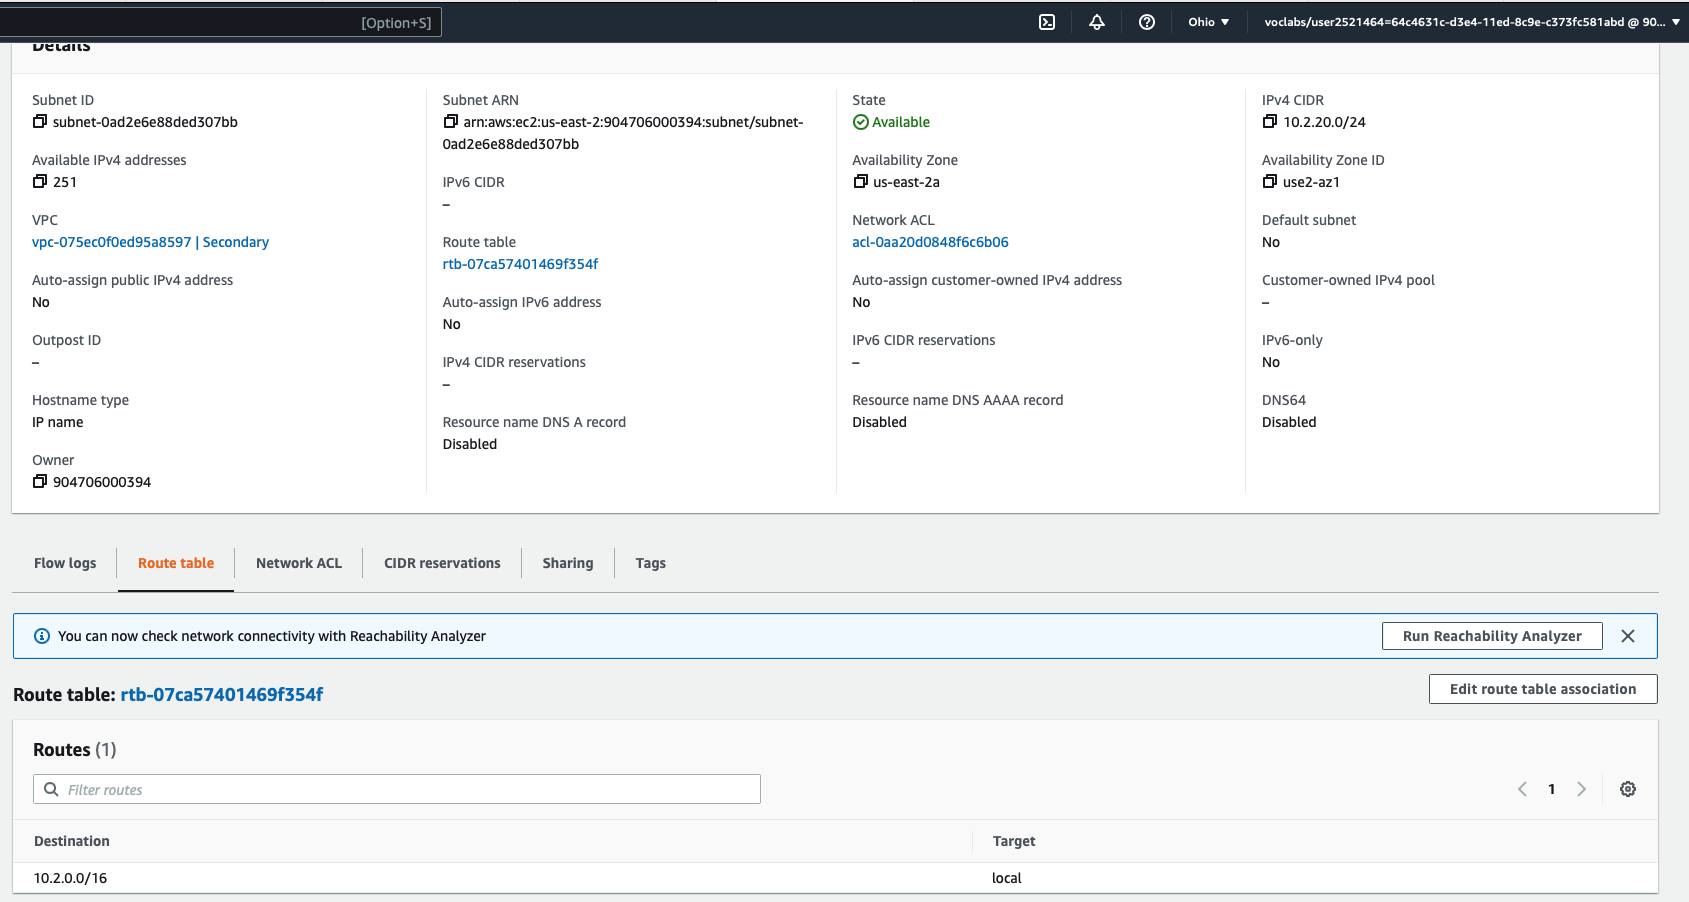 [Option+S]
Ohio ▼
voclabs/user2521464=64c4631c-d3e4-11ed-8c9e-c373fc581abd @ 90... ▼
Details
Subnet ID
subnet-0ad2e6e88ded307bb
Available IPv4 addresses
251
VPC
vpc-075ec0f0ed95a8597 | Secondary
Auto-assign public IPv4 address
No
Outpost ID
–
Hostname type
IP name
Owner
904706000394
Subnet ARN
arn:aws:ec2:us-east-2:904706000394:subnet/subnet-
0ad2e6e88ded307bb
IPv6 CIDR
–
Route table
rtb-07ca57401469f354f
Auto-assign IPv6 address
No
IPv4 CIDR reservations
–
Resource name DNS A record
Disabled
State
Available
Availability Zone
us-east-2a
Network ACL
acl-0aa20d0848f6c6b06
Auto-assign customer-owned IPv4 address
No
IPv6 CIDR reservations
–
Resource name DNS AAAA record
Disabled
IPv4 CIDR
10.2.20.0/24
Availability Zone ID
use2-az1
Default subnet
No
Customer-owned IPv4 pool
–
IPv6-only
No
DNS64
Disabled
Flow logs
Route table
Network ACL
CIDR reservations
Sharing
Tags
You can now check network connectivity with Reachability Analyzer
Run Reachability Analyzer
Route table: rtb-07ca57401469f354f
Edit route table association
Routes (1)
Filter routes
1
Destination
Target
10.2.0.0/16
local